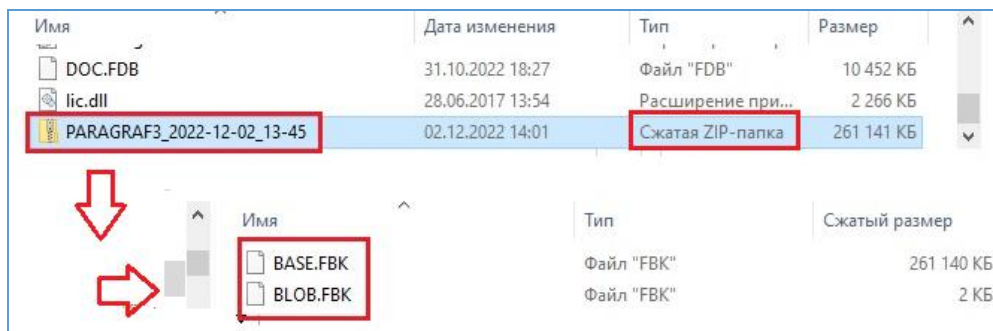 Имя Дата изменения Тип Размер
DOC.FDB 31.10.2022 18:27 Файл "FDB" 10 452 КБ
lic.dll 28.06.2017 13:54 Расширение при... 2 266 КБ
PARAGRAF3_2022-12-02_13-45 02.12.2022 14:01 Сжатая ZIP-папка 261 141 КБ
Имя Тип Сжатый размер
BASE.FBK Файл "FBK" 261 140 КБ
BLOB.FBK Файл "FBK" 2 КБ